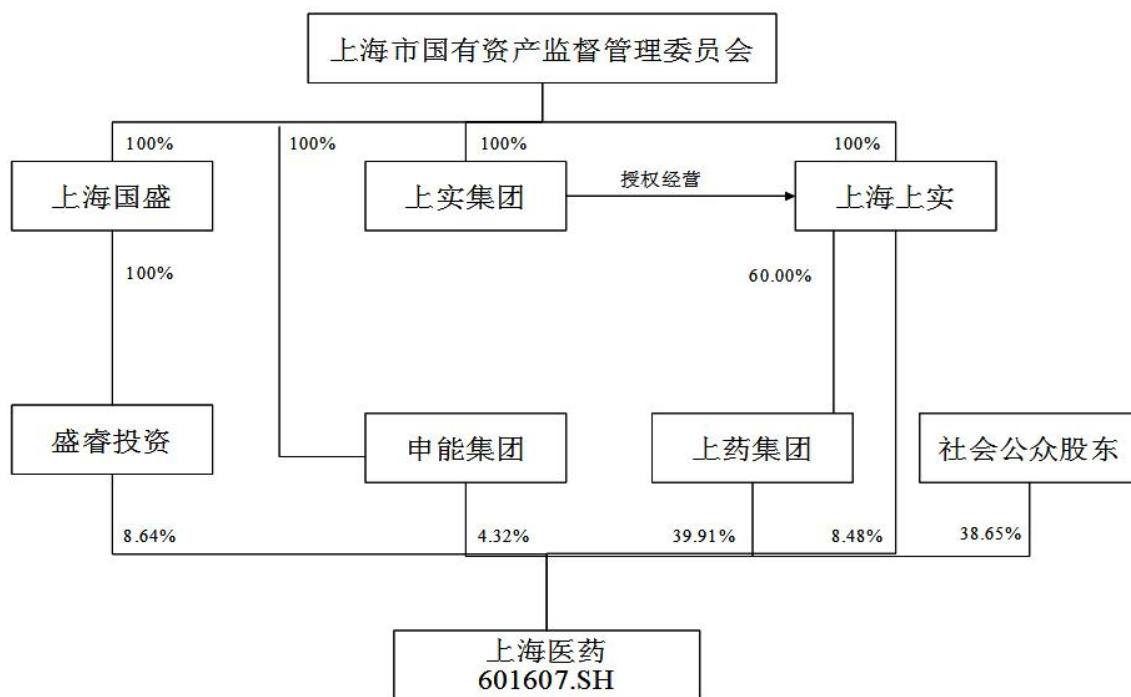 上海市国有资产监督管理委员会
100%
100%
100%
100%
上海国盛
上实集团
授权经营
上海上实
100%
60.00%
盛睿投资
申能集团
上药集团
社会公众股东
8.64%
4.32%
39.91%
8.48%
38.65%
上海医药
601607.SH